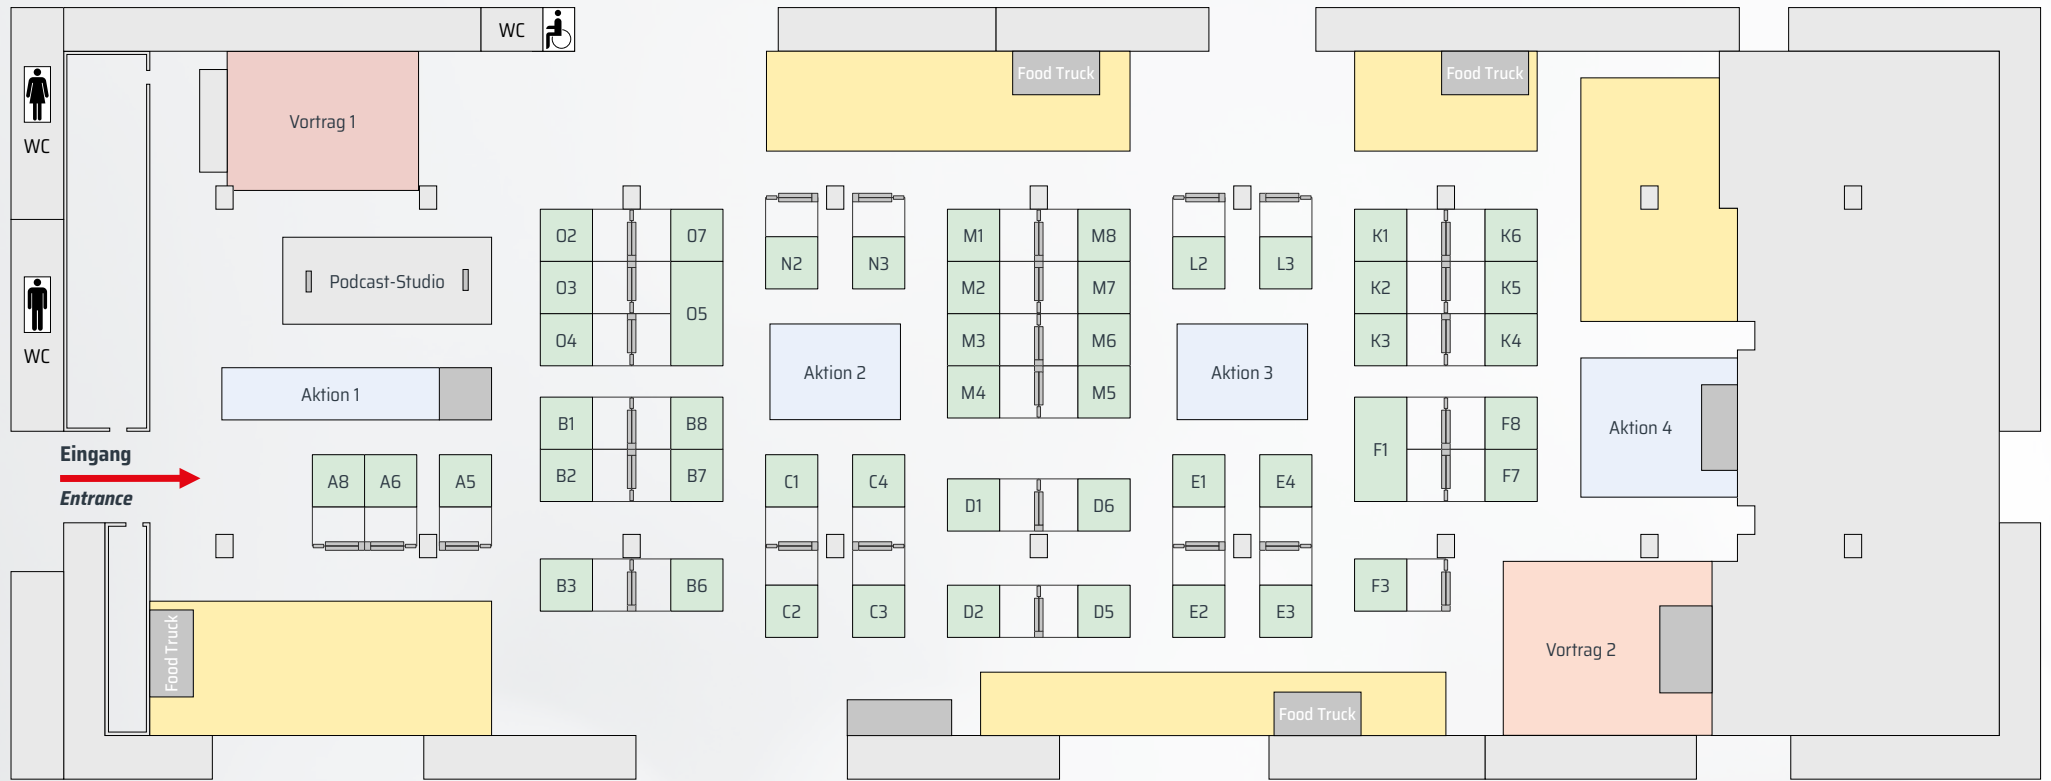 WC
Food Truck
Food Truck
Vortrag 1
WC
O2
O7
M1
M8
K1
K6
N2
N3
L2
L3
Podcast-Studio
O3
M2
M7
K2
K5
O5
O4
M3
M6
K3
K4
WC
Aktion 2
Aktion 3
Aktion 1
M4
M5
B1
B8
F8
Aktion 4
Eingang
F1
A8
A6
A5
B2
B7
C1
C4
E1
E4
F7
Entrance
D1
D6
B3
B6
F3
C2
C3
D2
D5
E2
E3
Food Truck
Vortrag 2
Food Truck